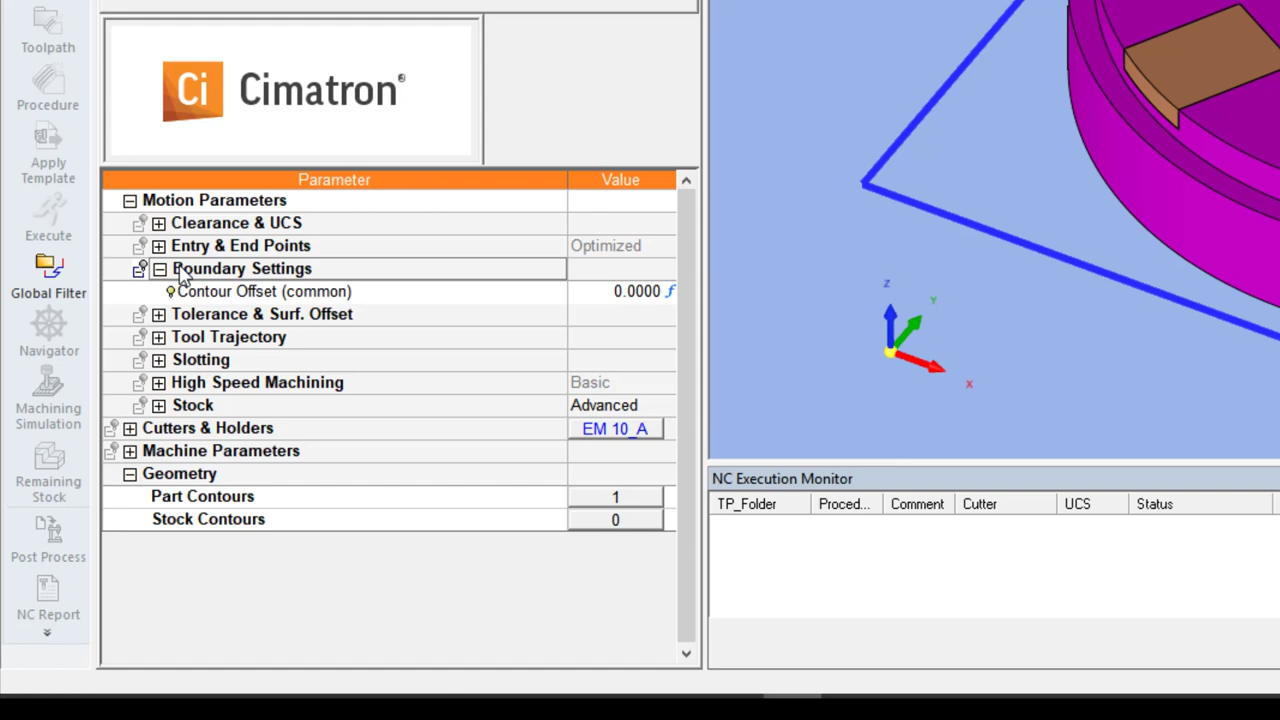 Toolpath
Procedure
Apply
Template
Execute
Global Filter
Navigator
Machining
Simulation
Remaining
Stock
Post Process
NC Report
Ci Cimatron®
Parameter Value
Motion Parameters
Clearance & UCS
Entry & End Points Optimized
Boundary Settings
Contour Offset (common) 0.0000 f
Tolerance & Surf. Offset
Tool Trajectory
Slotting
High Speed Machining Basic
Stock Advanced
Cutters & Holders EM 10_A
Machine Parameters
Geometry
Part Contours 1
Stock Contours 0
Z
Y
X
NC Execution Monitor
TP_Folder Proced... Comment Cutter UCS Status